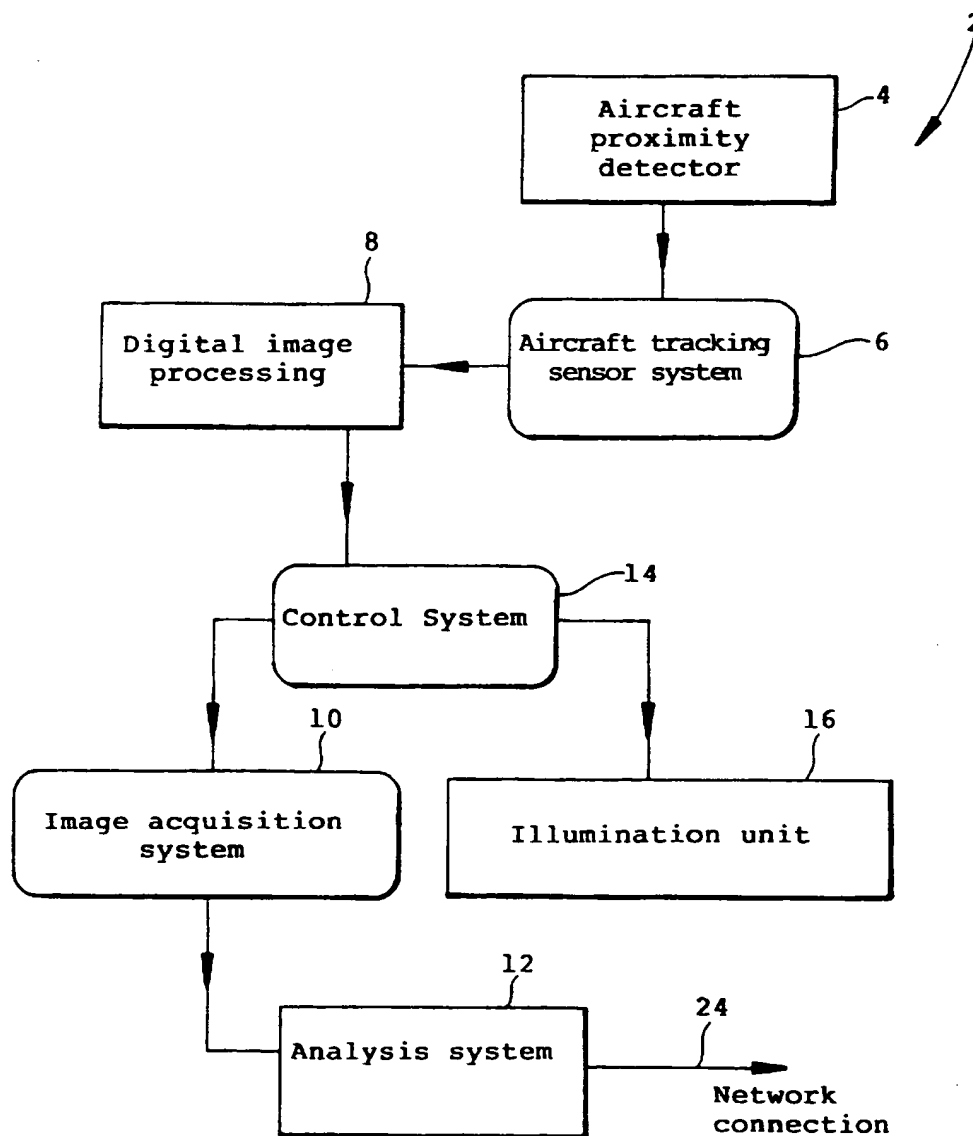 2
Aircraft
proximity
detector
4
8
Digital image
processing
Aircraft tracking
sensor system
6
Control System
14
10
Image acquisition
system
16
Illumination unit
12
Analysis system
24
Network
connection